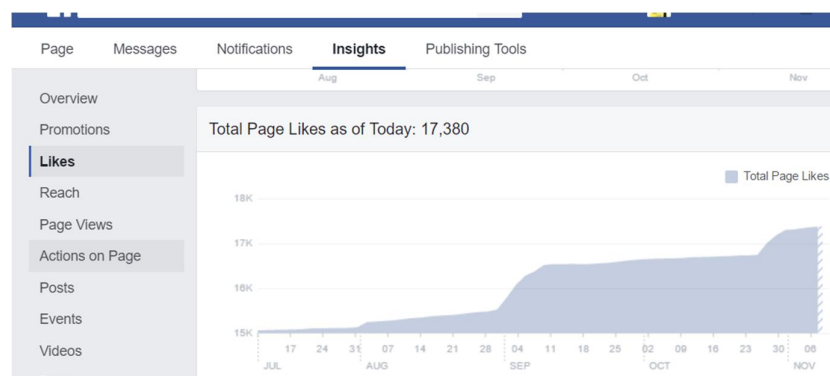 Page Messages Notifications Insights Publishing Tools
Aug Sep Oct Nov
Overview
Promotions
Likes
Reach
Page Views
Actions on Page
Posts
Events
Videos
Total Page Likes as of Today: 17,380
Total Page Likes
18K
17K
16K
15K
17 24 31 07 14 21 28 04 11 18 25 02 09 16 23 30 06
JUL AUG SEP OCT NOV